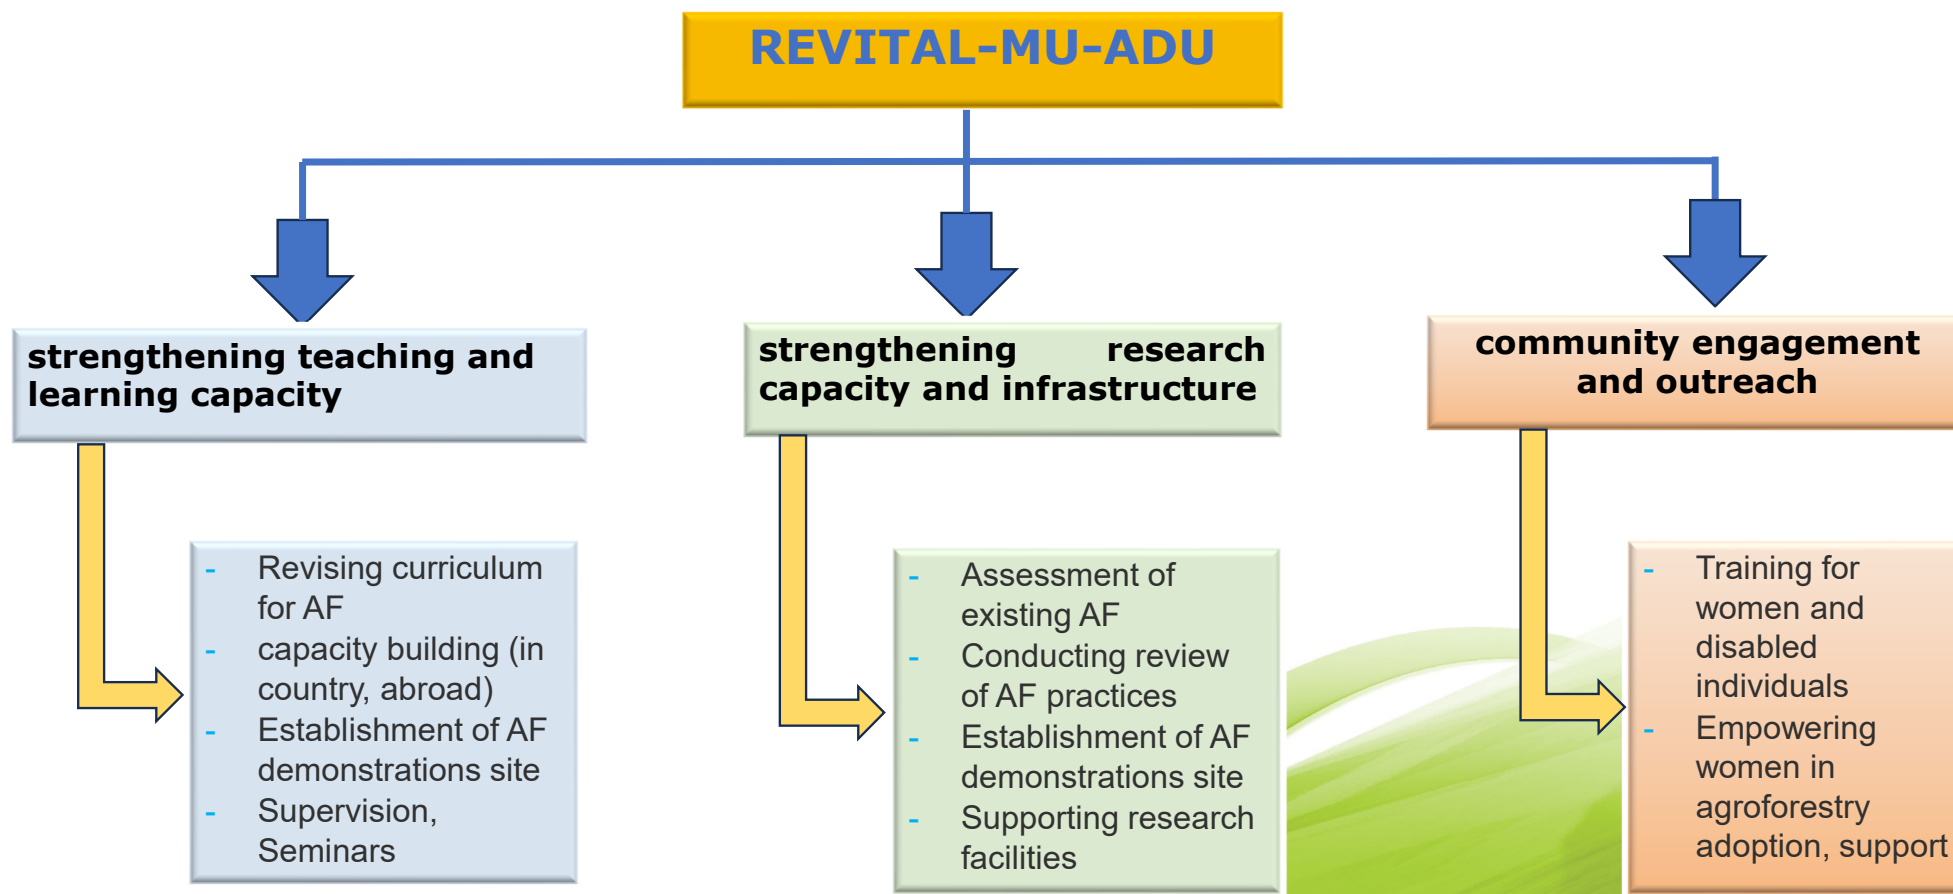 REVITAL-MU-ADU
strengthening teaching and
learning capacity
strengthening research
capacity and infrastructure
community engagement
and outreach
- Revising curriculum
for AF
- capacity building (in
country, abroad)
- Establishment of AF
demonstrations site
- Supervision,
Seminars
- Assessment of
existing AF
- Conducting review
of AF practices
- Establishment of AF
demonstrations site
- Supporting research
facilities
- Training for
women and
disabled
individuals
- Empowering
women in
agroforestry
adoption, support